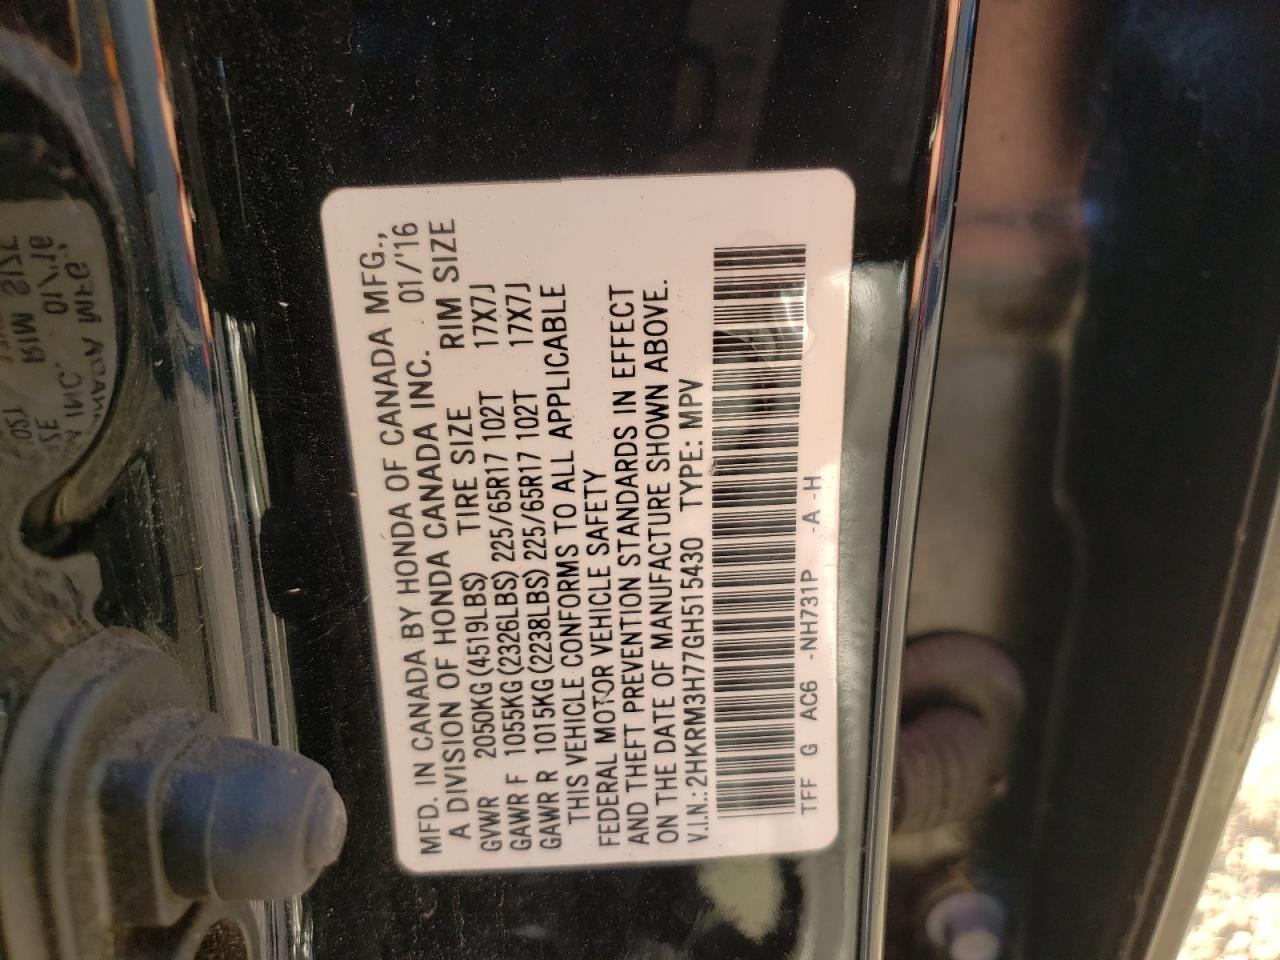 MFD. IN CANADA BY HONDA OF CANADA MFG.,
A DIVISION OF HONDA CANADA INC. 01/'16
GVWR 2050KG (4519LBS) TIRE SIZE RIM SIZE
GAWR F 1055KG (2326LBS) 225/65R17 102T 17X7J
GAWR R 1015KG (2238LBS) 225/65R17 102T 17X7J
THIS VEHICLE CONFORMS TO ALL APPLICABLE
FEDERAL MOTOR VEHICLE SAFETY
AND THEFT PREVENTION STANDARDS IN EFFECT
ON THE DATE OF MANUFACTURE SHOWN ABOVE.
V.I.N.: 2HKRM3H77GH515430 TYPE: MPV
TFF G AC6 -NH731P -A -H